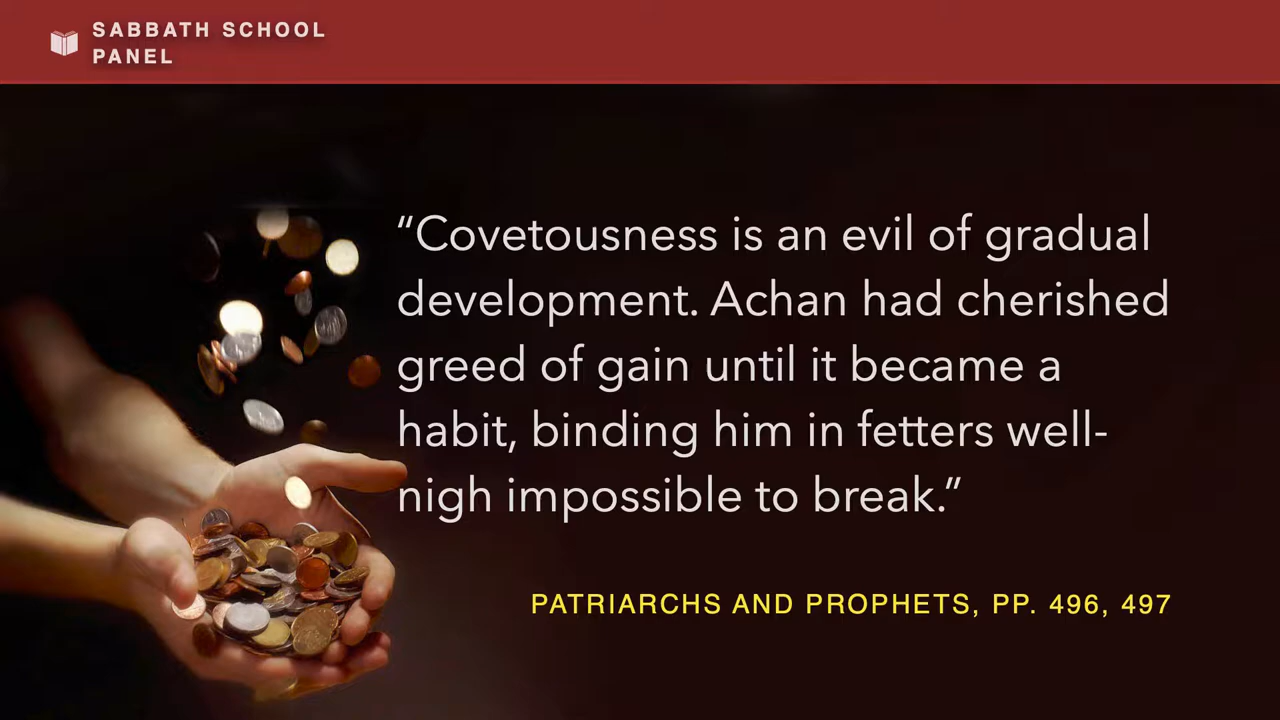 SABBATH SCHOOL
PANEL
“Covetousness is an evil of gradual
development. Achan had cherished
greed of gain until it became a
habit, binding him in fetters well-
nigh impossible to break.”
PATRIARCHS AND PROPHETS, PP. 496, 497